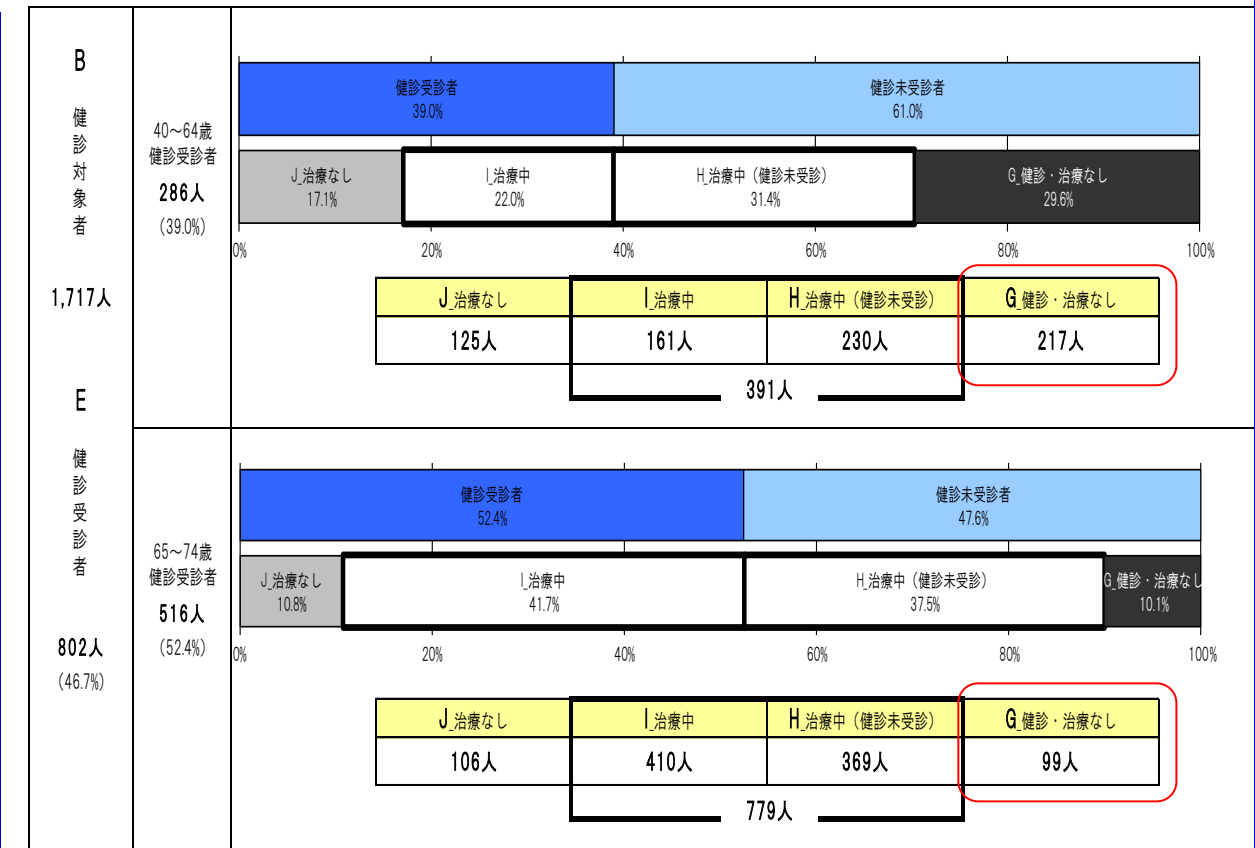 B
健
診
対
象
者
1,717人
E
健
診
受
診
者
802人
(46.7%)
40～64歳
健診受診者
286人
(39.0%)
健診受診者
39.0%
健診未受診者
61.0%
J_治療なし
17.1%
I_治療中
22.0%
H_治療中（健診未受診）
31.4%
G_健診・治療なし
29.6%
0% 20% 40% 60% 80% 100%
J_治療なし I_治療中 H_治療中（健診未受診） G_健診・治療なし
125人 161人 230人 217人
391人
65～74歳
健診受診者
516人
(52.4%)
健診受診者
52.4%
健診未受診者
47.6%
J_治療なし
10.8%
I_治療中
41.7%
H_治療中（健診未受診）
37.5%
G_健診・治療なし
10.1%
0% 20% 40% 60% 80% 100%
J_治療なし I_治療中 H_治療中（健診未受診） G_健診・治療なし
106人 410人 369人 99人
779人